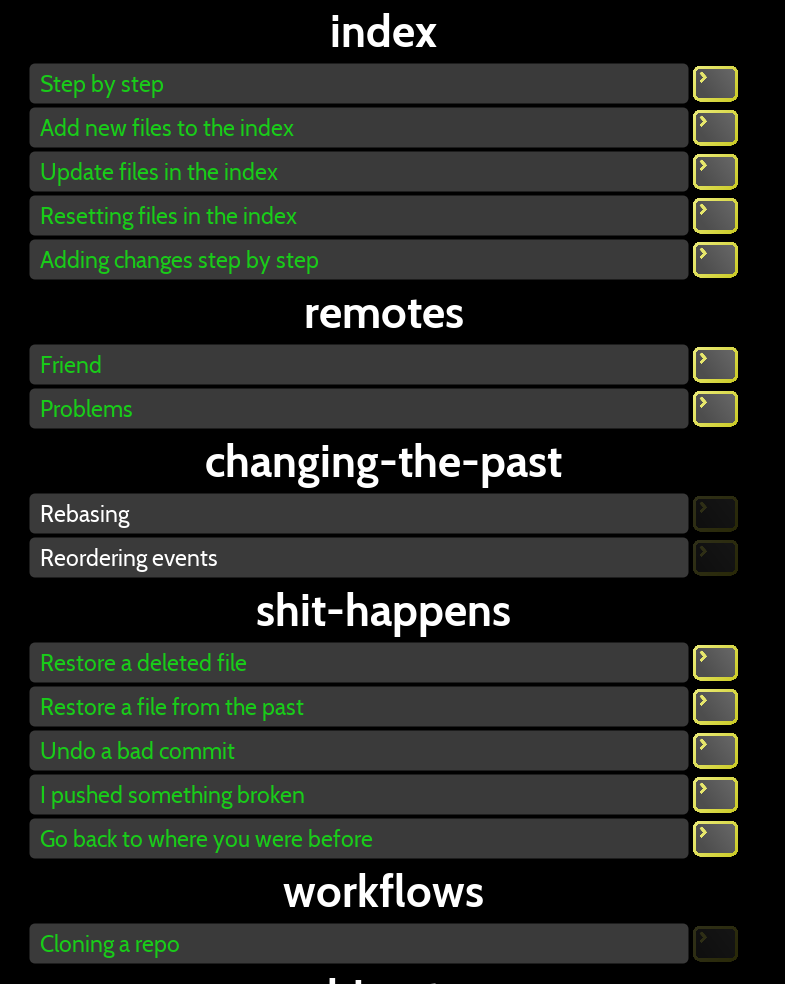 index
Step by step
Add new files to the index
Update files in the index
Resetting files in the index
Adding changes step by step
remotes
Friend
Problems
changing-the-past
Rebasing
Reordering events
shit-happens
Restore a deleted file
Restore a file from the past
Undo a bad commit
I pushed something broken
Go back to where you were before
workflows
Cloning a repo